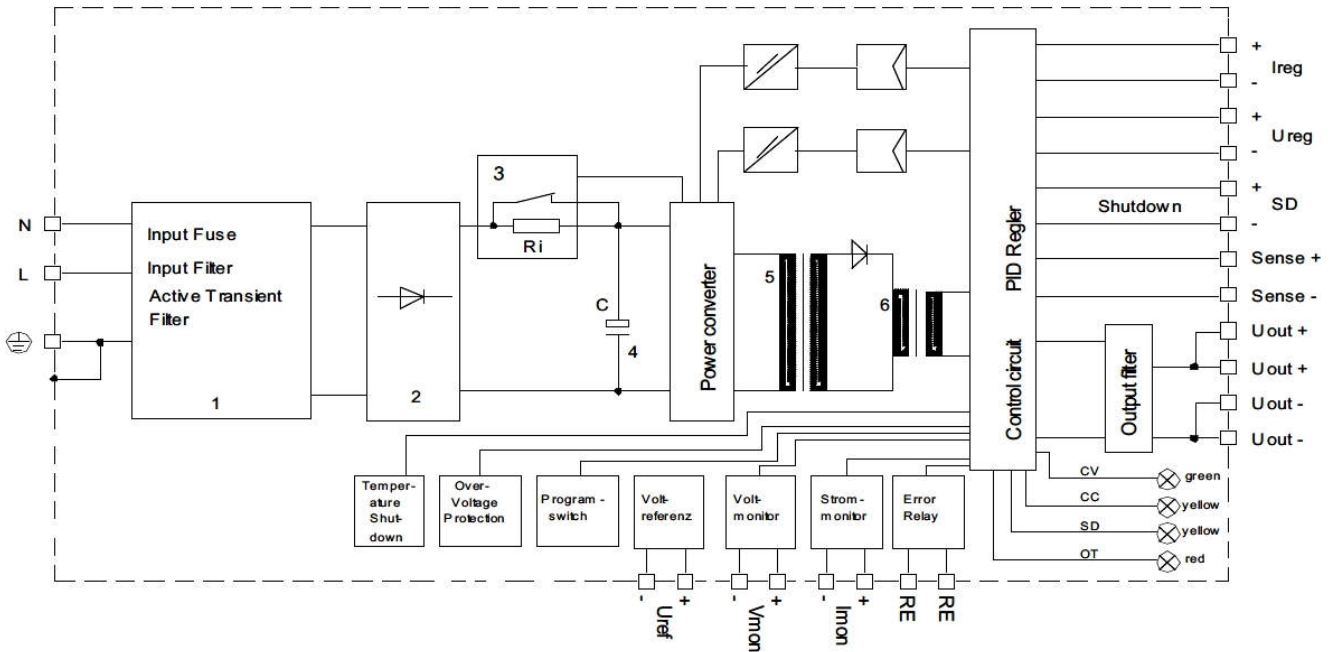 +
Ireg
-
+
Ureg
-
+
Shutdown
SD
-
Sense +
Sense -
Uout +
Uout +
Uout -
Uout -
N
L
Input Fuse
Input Filter
Active Transient
Filter
1
2
3
Ri
C
4
Power converter
5
6
PID Regler
Control circuit
Output filter
CV
green
CC
yellow
SD
yellow
OT
red
Temper-
ature
Shut-
down
Over-
Voltage
Protection
Program-
switch
Volt-
referenz
Volt-
monitor
Strom-
monitor
Error
Relay
-
+
Uref
-
+
Vmon
-
+
Imon
RE
RE